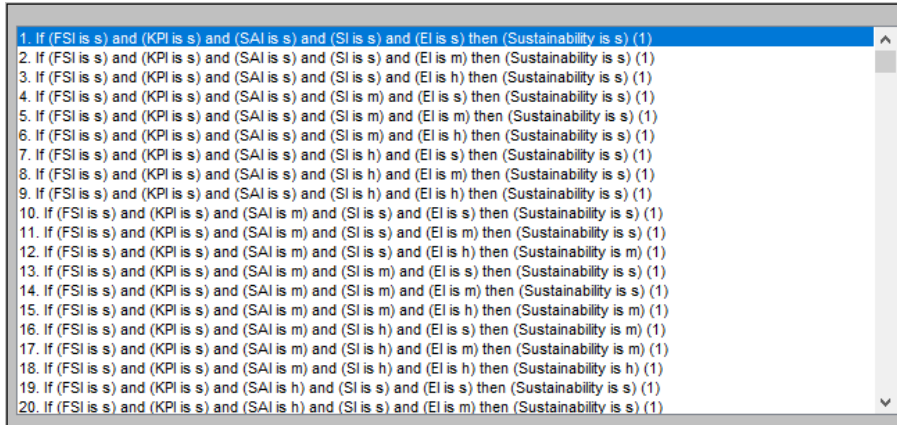 1. If (FSI is s) and (KPI is s) and (SAI is s) and (SI is s) and (EI is s) then (Sustainability is s) (1)
2. If (FSI is s) and (KPI is s) and (SAI is s) and (SI is s) and (EI is m) then (Sustainability is s) (1)
3. If (FSI is s) and (KPI is s) and (SAI is s) and (SI is s) and (EI is h) then (Sustainability is s) (1)
4. If (FSI is s) and (KPI is s) and (SAI is s) and (SI is m) and (EI is s) then (Sustainability is s) (1)
5. If (FSI is s) and (KPI is s) and (SAI is s) and (SI is m) and (EI is m) then (Sustainability is s) (1)
6. If (FSI is s) and (KPI is s) and (SAI is s) and (SI is m) and (EI is h) then (Sustainability is s) (1)
7. If (FSI is s) and (KPI is s) and (SAI is s) and (SI is h) and (EI is s) then (Sustainability is s) (1)
8. If (FSI is s) and (KPI is s) and (SAI is s) and (SI is h) and (EI is m) then (Sustainability is s) (1)
9. If (FSI is s) and (KPI is s) and (SAI is s) and (SI is h) and (EI is h) then (Sustainability is s) (1)
10. If (FSI is s) and (KPI is s) and (SAI is m) and (SI is s) and (EI is s) then (Sustainability is s) (1)
11. If (FSI is s) and (KPI is s) and (SAI is m) and (SI is s) and (EI is m) then (Sustainability is s) (1)
12. If (FSI is s) and (KPI is s) and (SAI is m) and (SI is s) and (EI is h) then (Sustainability is m) (1)
13. If (FSI is s) and (KPI is s) and (SAI is m) and (SI is m) and (EI is s) then (Sustainability is s) (1)
14. If (FSI is s) and (KPI is s) and (SAI is m) and (SI is m) and (EI is m) then (Sustainability is s) (1)
15. If (FSI is s) and (KPI is s) and (SAI is m) and (SI is m) and (EI is h) then (Sustainability is m) (1)
16. If (FSI is s) and (KPI is s) and (SAI is m) and (SI is h) and (EI is s) then (Sustainability is m) (1)
17. If (FSI is s) and (KPI is s) and (SAI is m) and (SI is h) and (EI is m) then (Sustainability is m) (1)
18. If (FSI is s) and (KPI is s) and (SAI is m) and (SI is h) and (EI is h) then (Sustainability is h) (1)
19. If (FSI is s) and (KPI is s) and (SAI is h) and (SI is s) and (EI is s) then (Sustainability is s) (1)
20. If (FSI is s) and (KPI is s) and (SAI is h) and (SI is s) and (EI is m) then (Sustainability is s) (1)